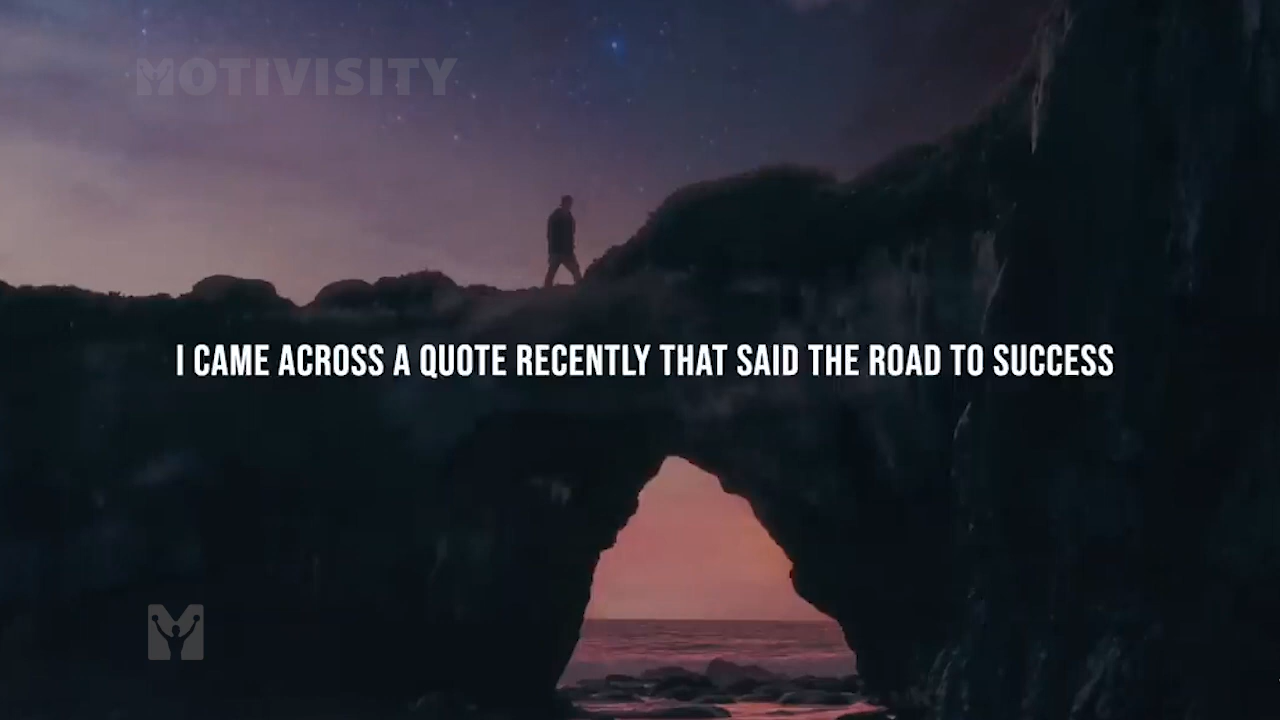 MOTIVISITY
I CAME ACROSS A QUOTE RECENTLY THAT SAID THE ROAD TO SUCCESS